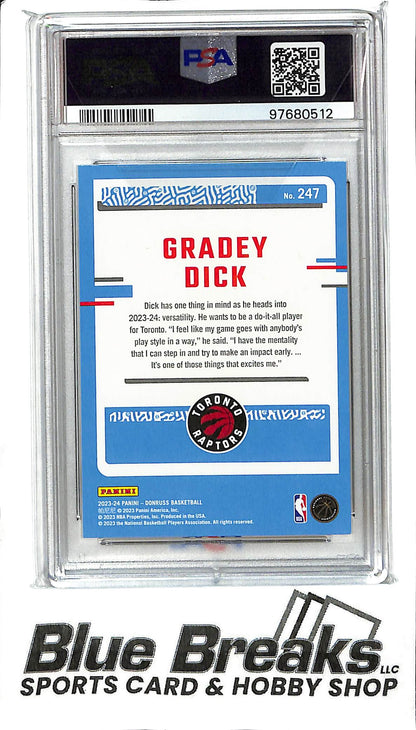 PSA
97680512
No. 247
GRADEY
DICK
Dick has one thing in mind as he heads into
2023-24: versatility. He wants to be a do-it-all player
for Toronto. “I feel like my game goes with anybody’s
play style in a way,” he said. “I have the mentality
that I can step in and try to make an impact early. ...
It’s one of those things that excites me.”
TORONTO
RAPTORS
PANINI
2023-24 PANINI – DONRUSS BASKETBALL
帕尼尼 © 2023 Panini America, Inc.
© 2023 NBA Properties, Inc. Produced in the USA.
© 2023 the National Basketball Players Association. All rights reserved.
Blue Breaks LLC
SPORTS CARD & HOBBY SHOP